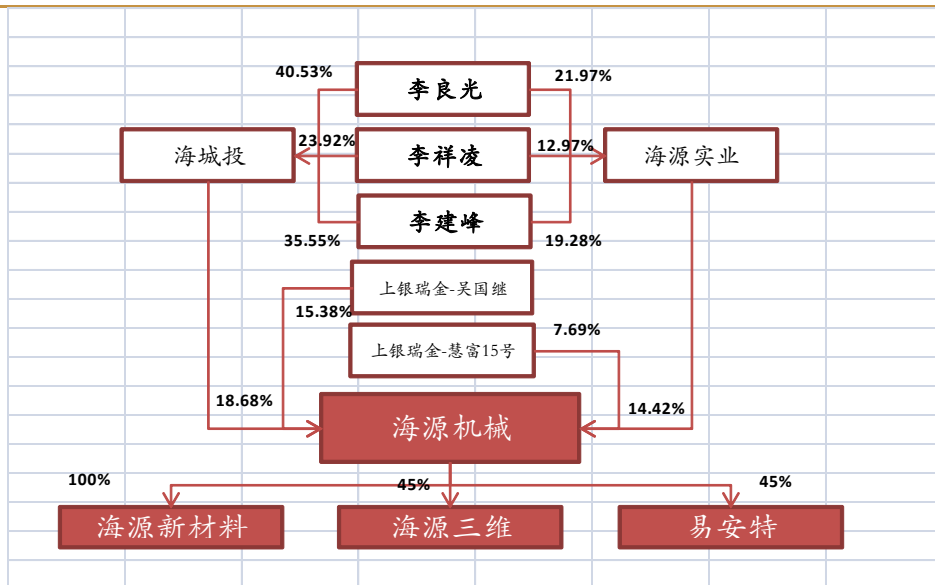 40.53%
李良光
21.97%
海城投
23.92%
李祥凌
12.97%
海源实业
李建峰
35.55%
19.28%
上银瑞金-吴国继
15.38%
7.69%
上银瑞金-慧富15号
18.68%
海源机械
14.42%
100%
45%
45%
海源新材料
海源三维
易安特